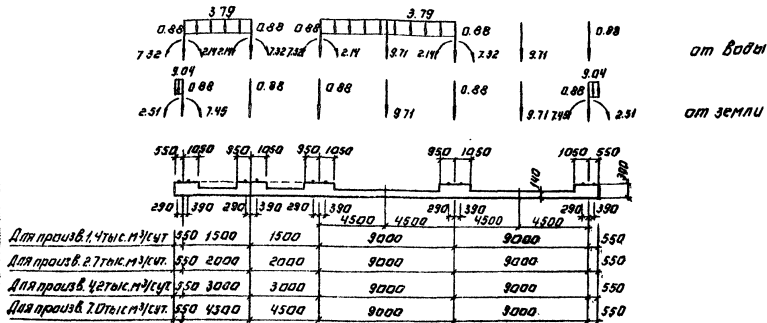 3.79 3.79
0.88 0.88 0.88 0.88 0.88
7.32 2.14 2.14 7.32 7.32 2.14 9.71 2.14 7.32 9.71 от воды
9.04 9.04
0.88 0.88 0.88 0.88 0.88
2.51 7.45 9.71 9.71 7.45 2.51 от земли
550 1050 950 1050 950 1050 950 1050 1050 550
140 300
290 390 290 390 290 390 290 390 290 390
4500 4500 4500 4500
Для произв. 1.4 тыс. м³/сут 550 1500 1500 9000 9000 550
Для произв. 2.7 тыс. м³/сут. 550 2000 2000 9000 9000 550
Для произв. 4.2 тыс. м³/сут 550 3000 3000 9000 9000 550
Для произв. 7.0 тыс. м³/сут. 550 4500 4500 9000 9000 550